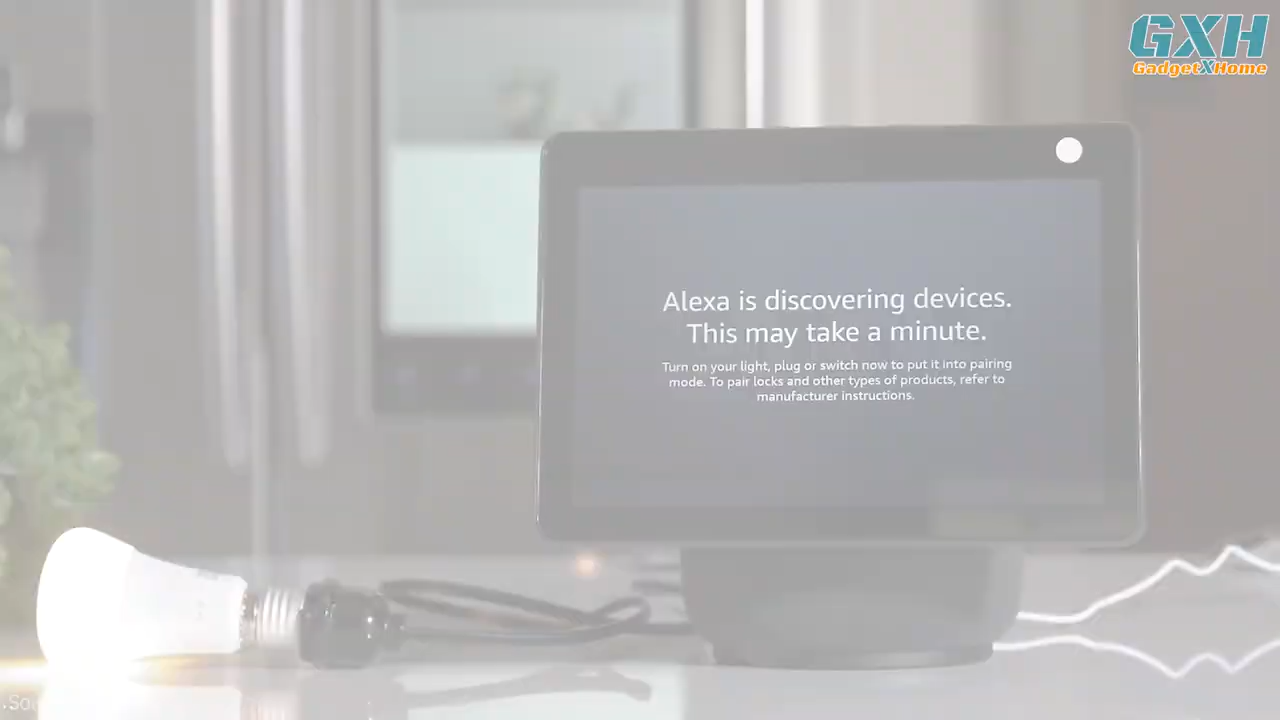 GXH
GadgetXHome
Alexa is discovering devices.
This may take a minute.
Turn on your light, plug or switch now to put it into pairing
mode. To pair locks and other types of products, refer to
manufacturer instructions.